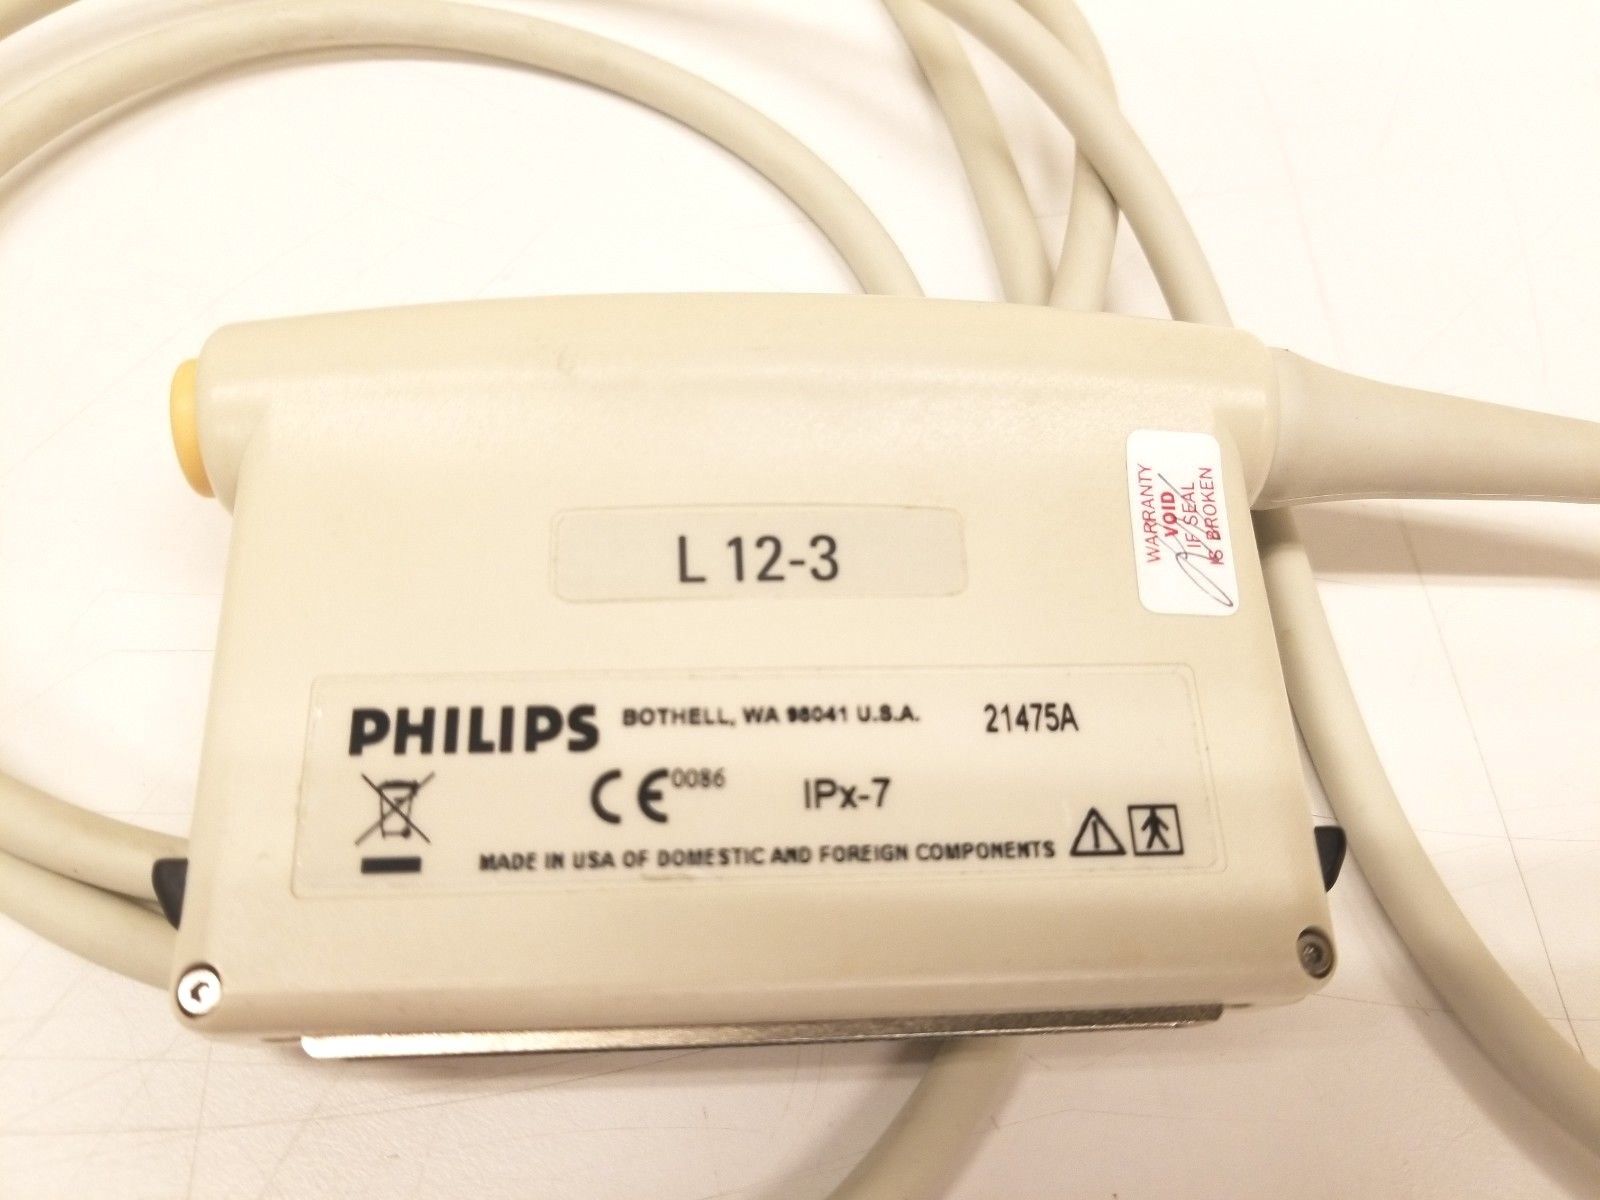 L 12-3
WARRANTY
VOID
IF SEAL
IS BROKEN
PHILIPS BOTHELL, WA 98041 U.S.A. 21475A
CE 0086 IPx-7
MADE IN USA OF DOMESTIC AND FOREIGN COMPONENTS